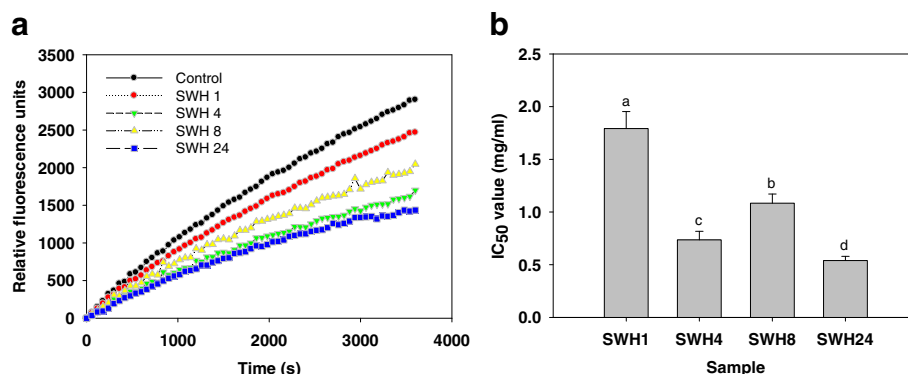 a
3500
3000
2500
2000
1500
1000
500
0
Relative fluorescence units
Control
SWH 1
SWH 4
SWH 8
SWH 24
0 1000 2000 3000 4000
Time (s)
b
2.5
2.0
1.5
1.0
0.5
0.0
IC50 value (mg/ml)
a
c
b
d
SWH1 SWH4 SWH8 SWH24
Sample